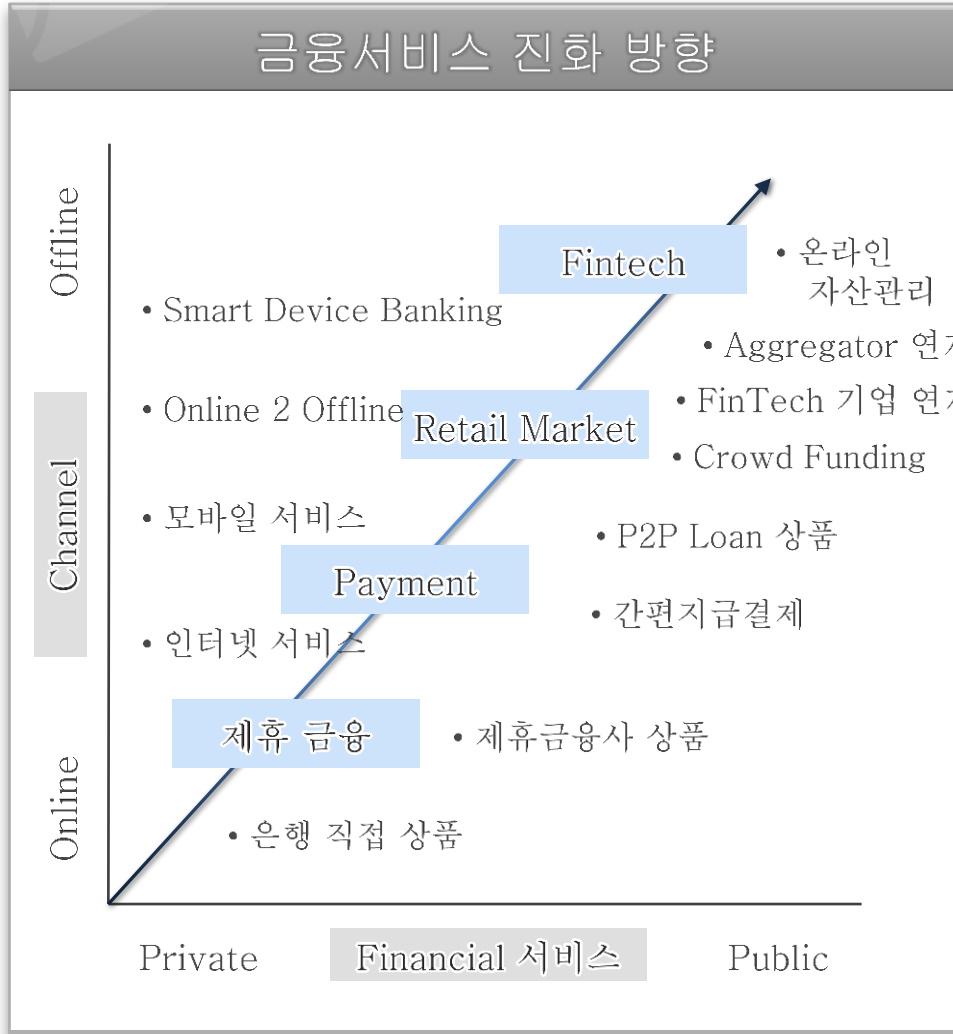 금융서비스 진화 방향
Offline
Channel
Online
Fintech
Retail Market
Payment
제휴 금융
• Smart Device Banking
• Online 2 Offline
• 모바일 서비스
• 인터넷 서비스
• 온라인
자산관리
• Aggregator
• FinTech 기업
• Crowd Funding
• P2P Loan 상품
• 간편지급결제
• 제휴금융사 상품
• 은행 직접 상품
Private
Financial 서비스
Public